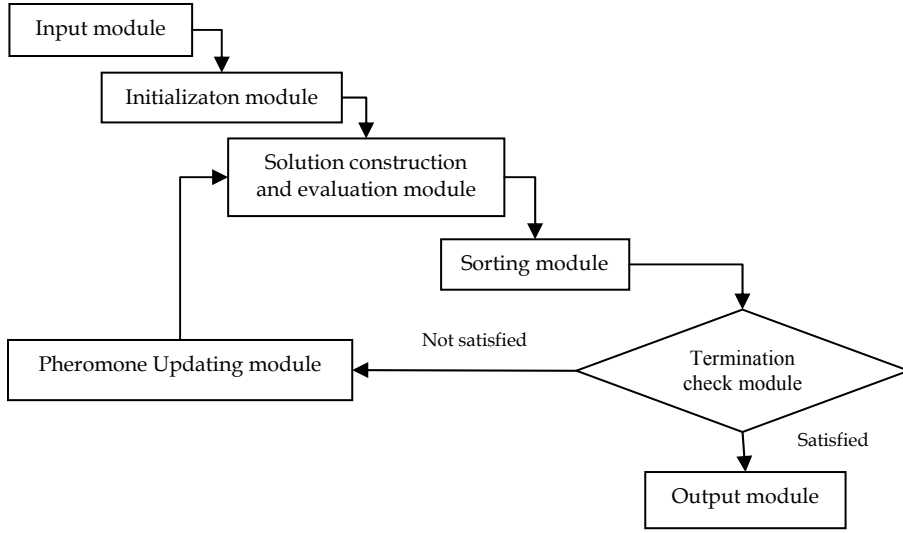 Input module
Initializaton module
Solution construction
and evaluation module
Sorting module
Not satisfied
Pheromone Updating module
Termination
check module
Satisfied
Output module